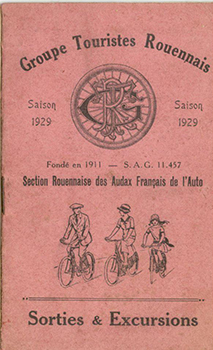 Groupe Touristes Rouennais
Saison
1929
Saison
1929
GTR
Fondé en 1911 — S. A. G. 11.457
Section Rouennaise des Audax Français de l'Auto
Sorties & Excursions